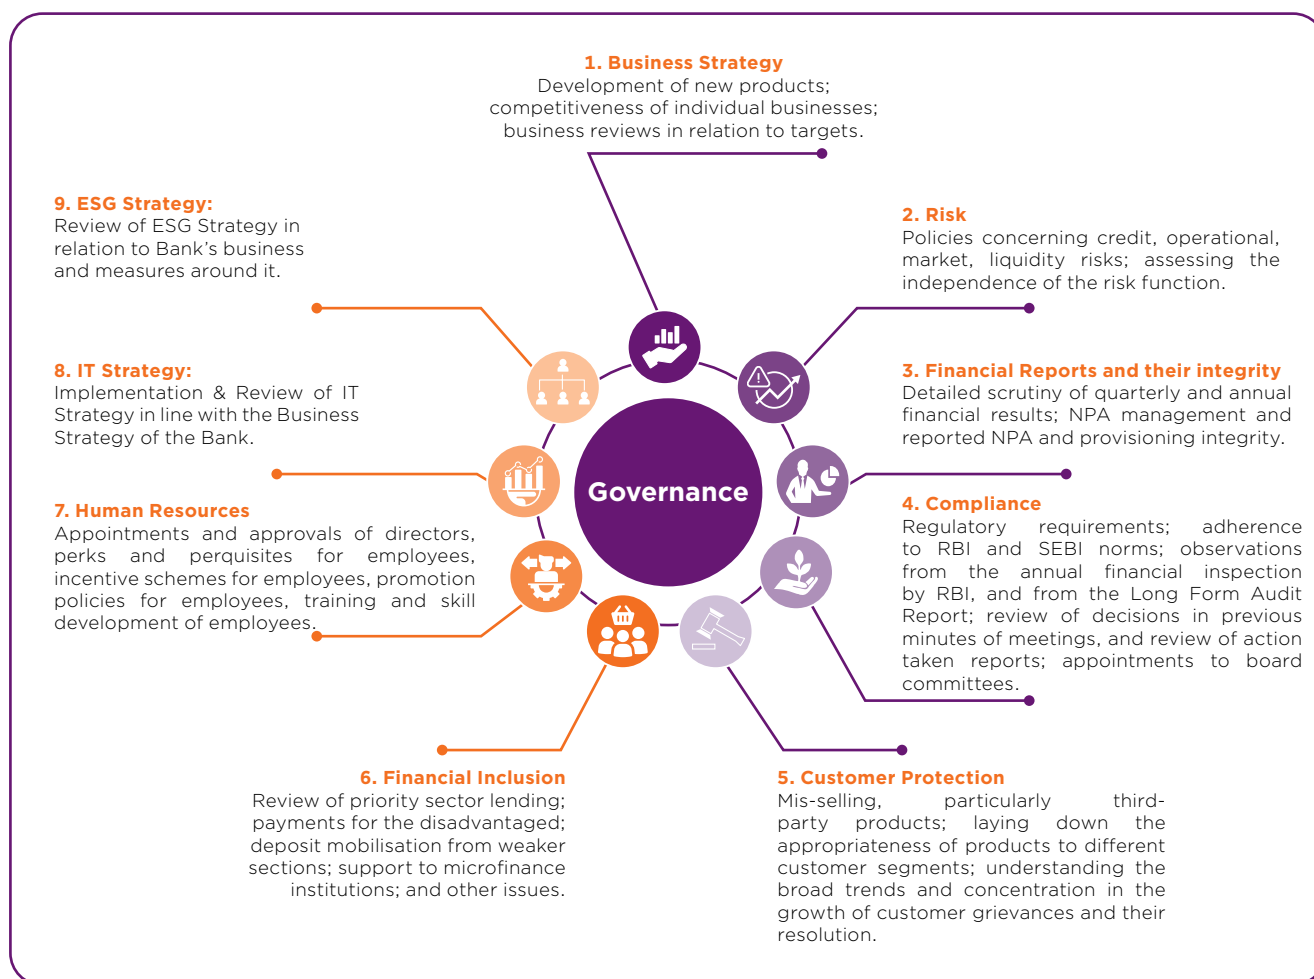 1. Business Strategy
Development of new products;
competitiveness of individual businesses;
business reviews in relation to targets.
2. Risk
Policies concerning credit, operational,
market, liquidity risks; assessing the
independence of the risk function.
3. Financial Reports and their integrity
Detailed scrutiny of quarterly and annual
financial results; NPA management and
reported NPA and provisioning integrity.
4. Compliance
Regulatory requirements; adherence
to RBI and SEBI norms; observations
from the annual financial inspection
by RBI, and from the Long Form Audit
Report; review of decisions in previous
minutes of meetings, and review of action
taken reports; appointments to board
committees.
5. Customer Protection
Mis-selling, particularly third-
party products; laying down the
appropriateness of products to different
customer segments; understanding the
broad trends and concentration in the
growth of customer grievances and their
resolution.
6. Financial Inclusion
Review of priority sector lending;
payments for the disadvantaged;
deposit mobilisation from weaker
sections; support to microfinance
institutions; and other issues.
7. Human Resources
Appointments and approvals of directors,
perks and perquisites for employees,
incentive schemes for employees, promotion
policies for employees, training and skill
development of employees.
8. IT Strategy:
Implementation & Review of IT
Strategy in line with the Business
Strategy of the Bank.
9. ESG Strategy:
Review of ESG Strategy in
relation to Bank's business
and measures around it.
Governance